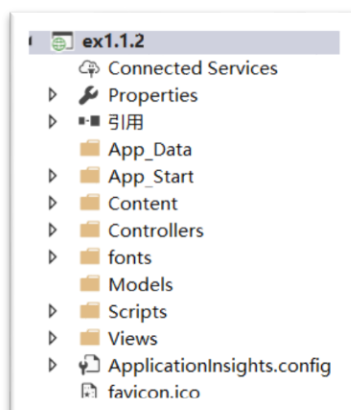 ex1.1.2
Connected Services
Properties
引用
App_Data
App_Start
Content
Controllers
fonts
Models
Scripts
Views
ApplicationInsights.config
favicon.ico